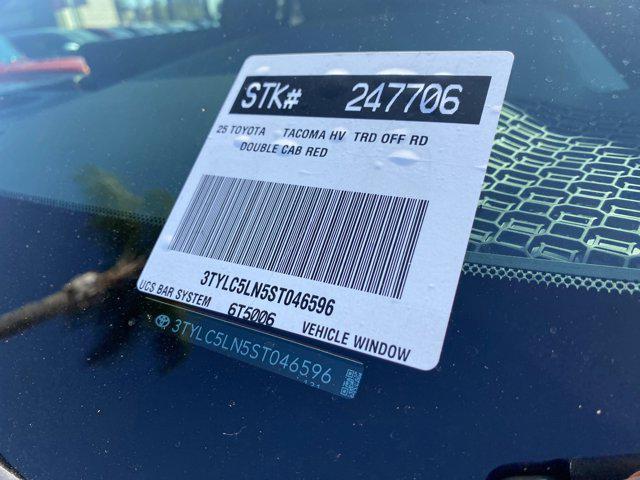 STK# 247706
25 TOYOTA TACOMA HV TRD OFF RD
DOUBLE CAB RED
3TYLC5LN5ST046596
UCS BAR SYSTEM 6T5006 VEHICLE WINDOW
3TYLC5LN5ST046596